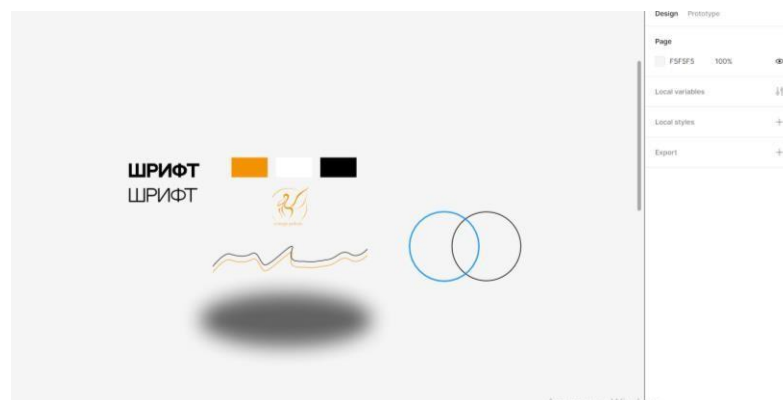 Design Prototype
Page
F5F5F5 100%
Local variables
Local styles
Export
ШРИФТ
ШРИФТ